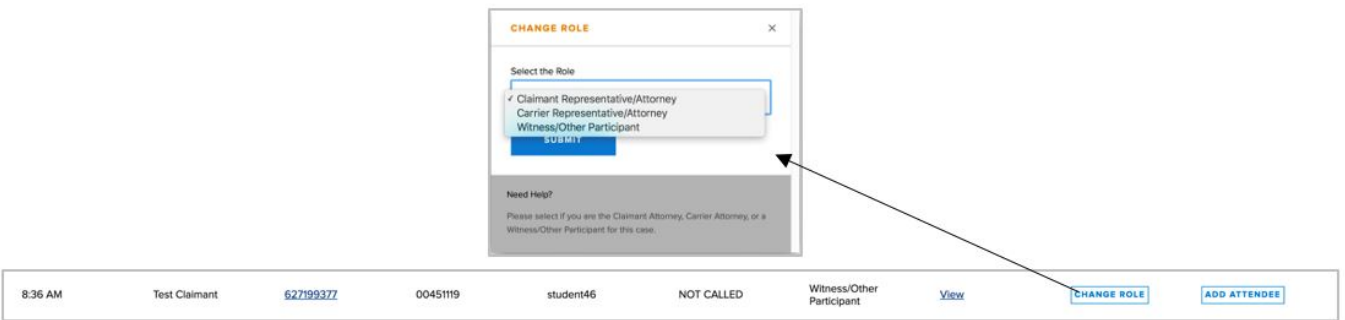 CHANGE ROLE ×
Select the Role
✓ Claimant Representative/Attorney
Carrier Representative/Attorney
Witness/Other Participant
SUBMIT
Need Help?
Please select if you are the Claimant Attorney, Carrier Attorney, or a
Witness/Other Participant for this case.
8:36 AM Test Claimant 627199377 00451119 student46 NOT CALLED Witness/Other Participant View CHANGE ROLE ADD ATTENDEE